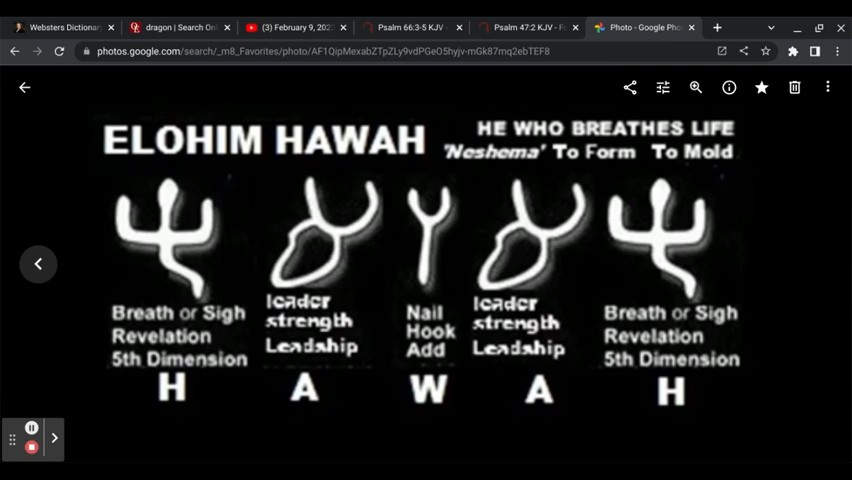 Websters Dictionary
dragon | Search Onl
(3) February 9, 202
Psalm 66:3-5 KJV -
Psalm 47:2 KJV - Fo
Photo - Google Pho
photos.google.com/search/_m8_Favorites/photo/AF1QipMexabZTpZLy9vdPGeO5hyjv-mGk87mq2ebTEF8
ELOHIM HAWAH
HE WHO BREATHES LIFE
'Neshema' To Form To Mold
Breath or Sigh
Revelation
5th Dimension
H
leader
strength
Leadship
A
Nail
Hook
Add
W
leader
strength
Leadship
A
Breath or Sigh
Revelation
5th Dimension
H